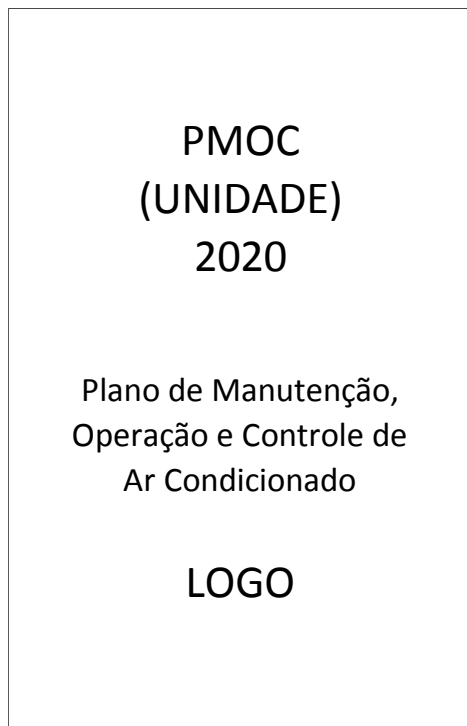 PMOC
(UNIDADE)
2020
Plano de Manutenção,
Operação e Controle de
Ar Condicionado
LOGO